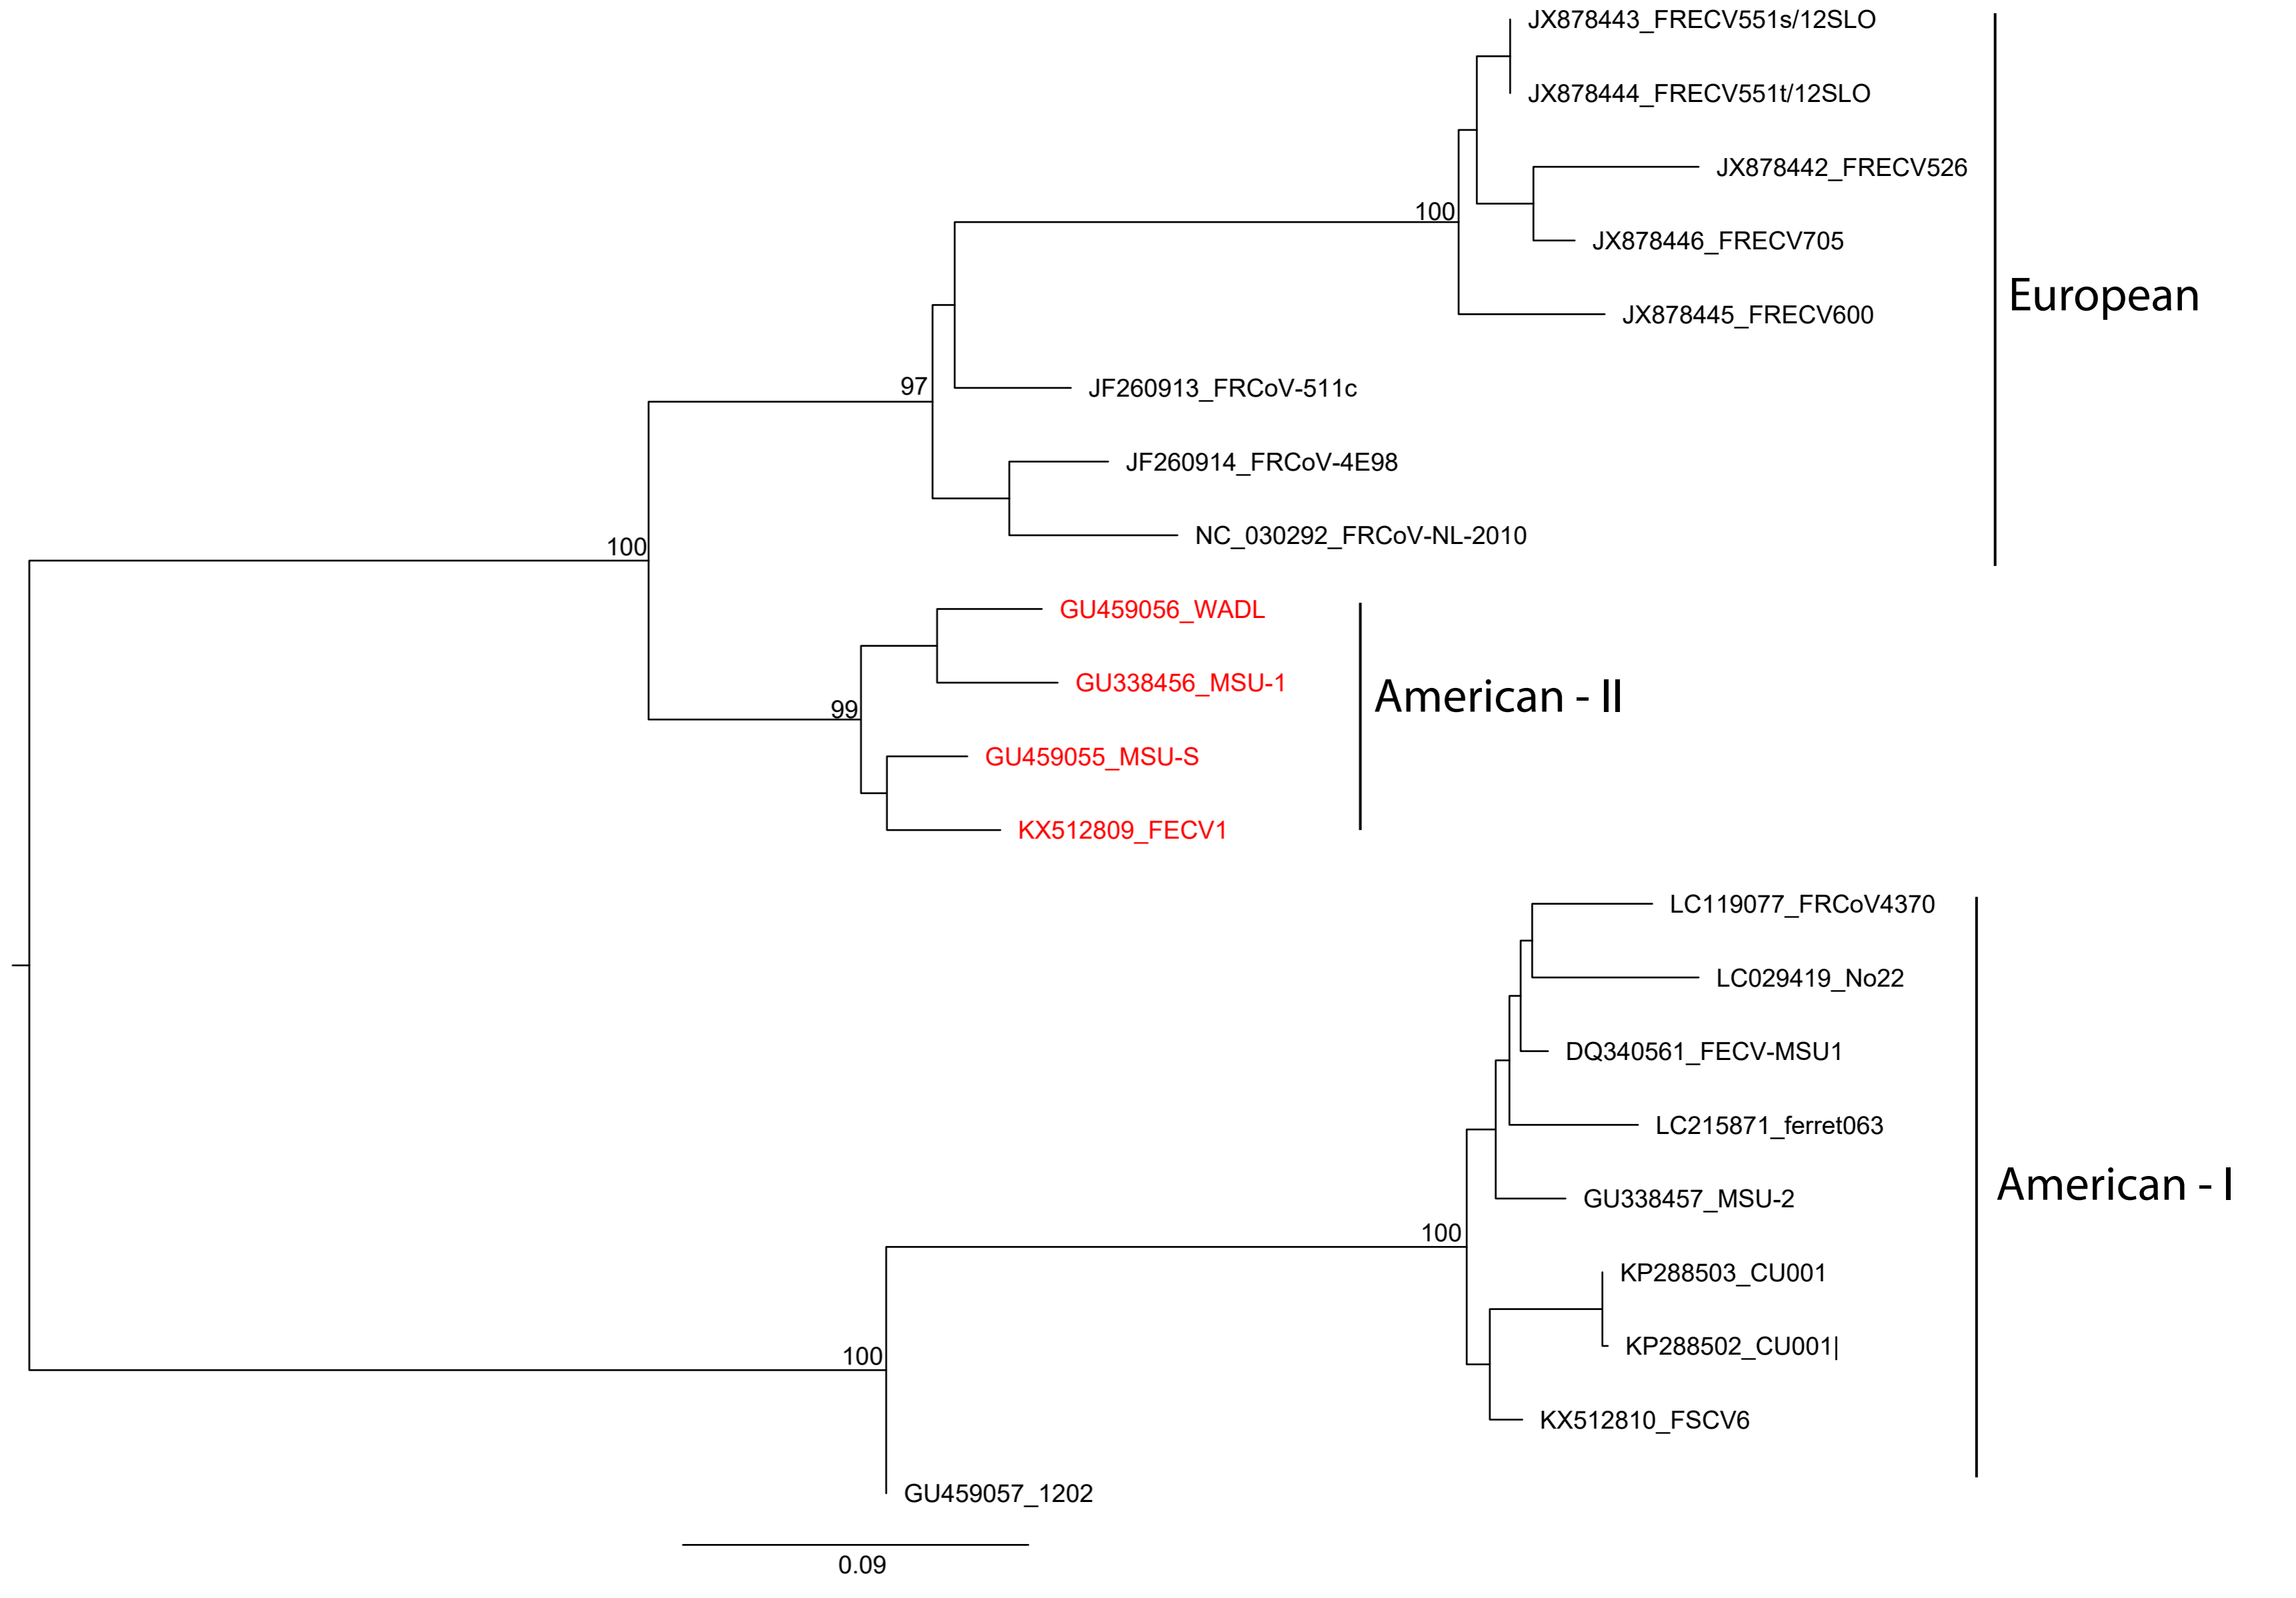 JX878443_FRECV551s/12SLO
JX878444_FRECV551t/12SLO
JX878442_FRECV526
100
JX878446_FRECV705
European
JX878445_FRECV600
97
JF260913_FRCoV-511c
JF260914_FRCoV-4E98
NC_030292_FRCoV-NL-2010
100
GU459056_WADL
GU338456_MSU-1
American - II
99
GU459055_MSU-S
KX512809_FECV1
LC119077_FRCoV4370
LC029419_No22
DQ340561_FECV-MSU1
LC215871_ferret063
American - I
GU338457_MSU-2
100
KP288503_CU001
KP288502_CU001|
100
KX512810_FSCV6
GU459057_1202
0.09